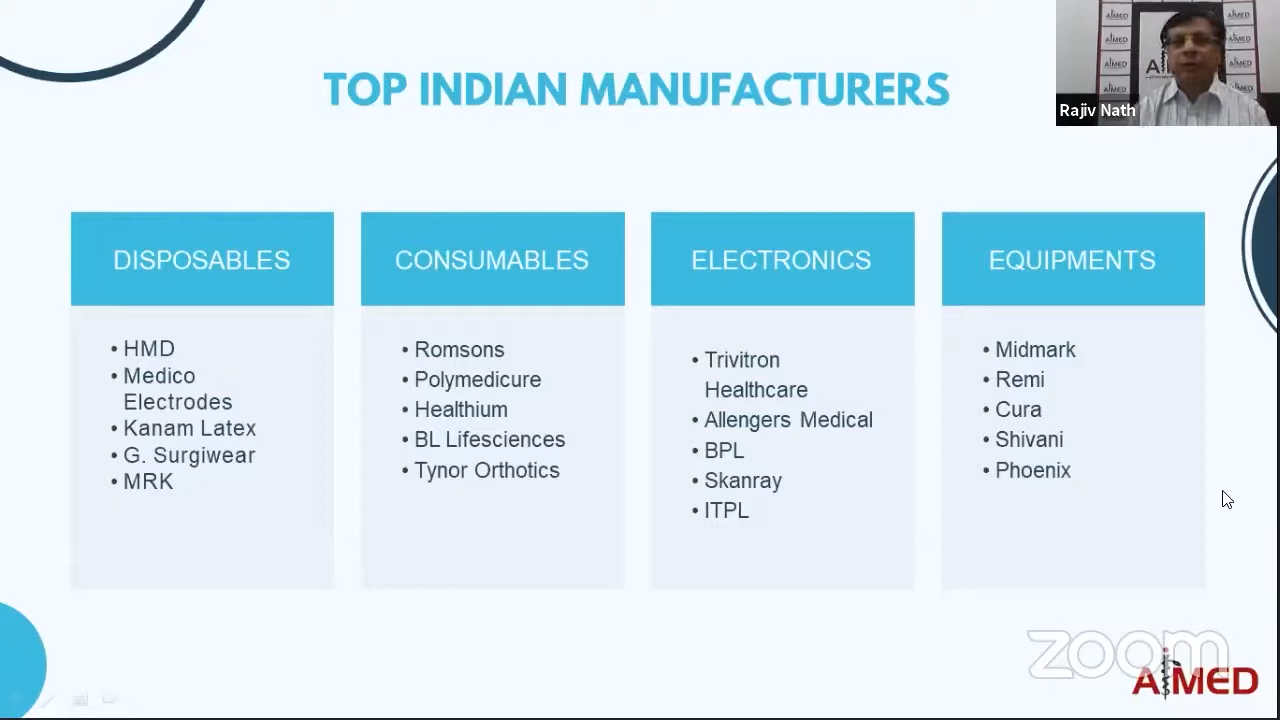 TOP INDIAN MANUFACTURERS
Rajiv Nath
DISPOSABLES
• HMD
• Medico
Electrodes
• Kanam Latex
• G. Surgiwear
• MRK
CONSUMABLES
• Romsons
• Polymedicure
• Healthium
• BL Lifesciences
• Tynor Orthotics
ELECTRONICS
• Trivitron
Healthcare
• Allengers Medical
• BPL
• Skanray
• ITPL
EQUIPMENTS
• Midmark
• Remi
• Cura
• Shivani
• Phoenix
zoom
AiMED